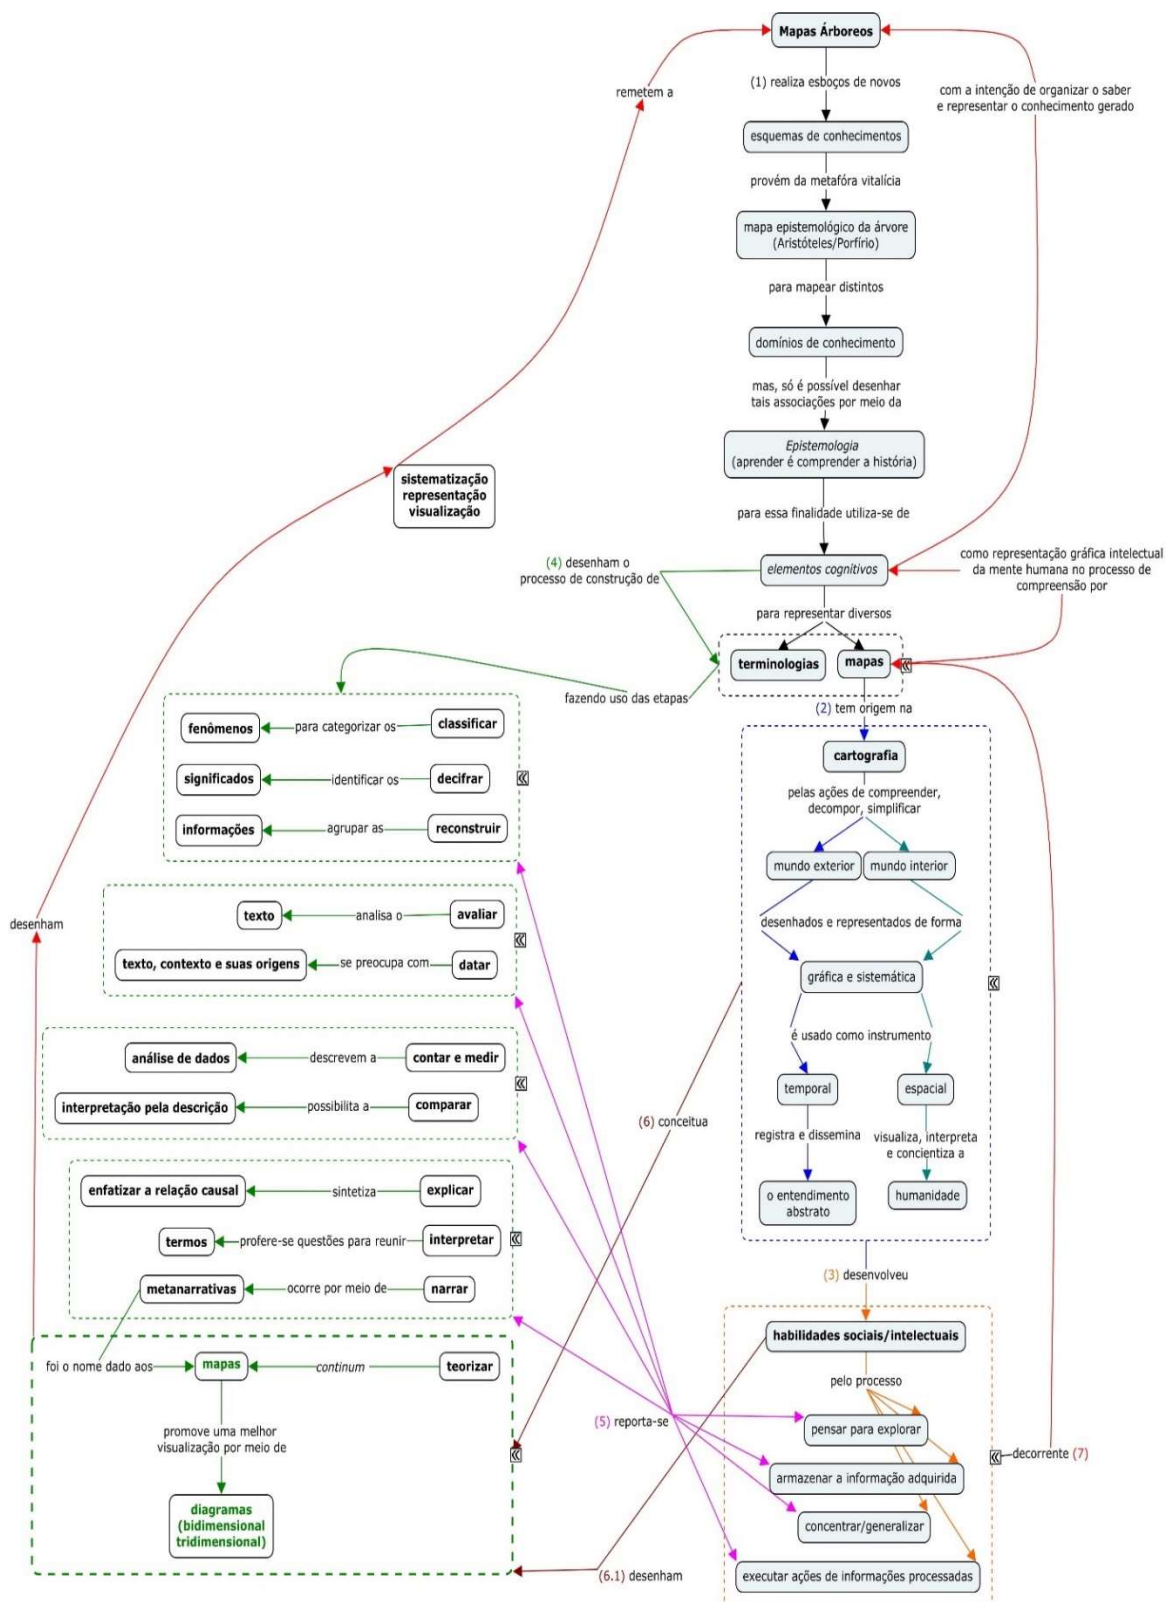 Mapas Árboreos
(1) realiza esboços de novos
remetem a
com a intenção de organizar o saber
e representar o conhecimento gerado
esquemas de conhecimentos
provém da metafóra vitalícia
mapa epistemológico da árvore
(Aristóteles/Porfírio)
para mapear distintos
domínios de conhecimento
mas, só é possível desenhar
tais associações por meio da
Epistemologia
(aprender é comprender a história)
sistematização
representação
visualização
para essa finalidade utiliza-se de
(4) desenham o
processo de construção de
elementos cognitivos
como representação gráfica intelectual
da mente humana no processo de
compreensão por
para representar diversos
terminologias
mapas
fazendo uso das etapas
(2) tem origem na
fenômenos
para categorizar os
classificar
significados
identificar os
decifrar
informações
agrupar as
reconstruir
cartografia
pelas ações de compreender,
decompor, simplificar
mundo exterior
mundo interior
desenham
texto
analisa o
avaliar
texto, contexto e suas origens
se preocupa com
datar
desenhados e representados de forma
gráfica e sistemática
é usado como instrumento
análise de dados
descrevem a
contar e medir
interpretação pela descrição
possibilita a
comparar
temporal
espacial
(6) conceitua
registra e dissemina
visualiza, interpreta
e concientiza a
o entendimento
abstrato
humanidade
enfatizar a relação causal
sintetiza
explicar
termos
profere-se questões para reunir
interpretar
metanarrativas
ocorre por meio de
narrar
(3) desenvolveu
habilidades sociais/intelectuais
foi o nome dado aos
mapas
continum
teorizar
pelo processo
promove uma melhor
visualização por meio de
(5) reporta-se
pensar para explorar
decorrente (7)
armazenar a informação adquirida
diagramas
(bidimensional
tridimensional)
concentrar/generalizar
(6.1) desenham
executar ações de informações processadas